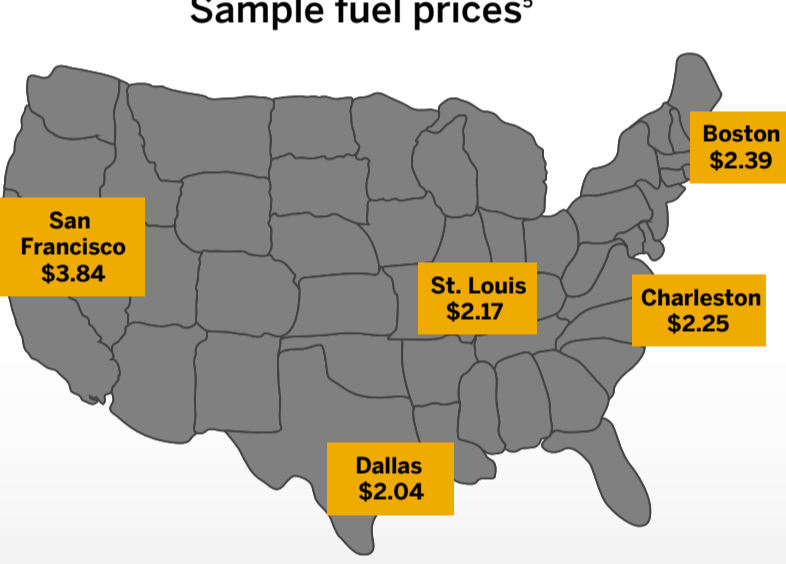 Sample fuel prices⁵
Boston
$2.39
San
Francisco
$3.84
St. Louis
$2.17
Charleston
$2.25
Dallas
$2.04